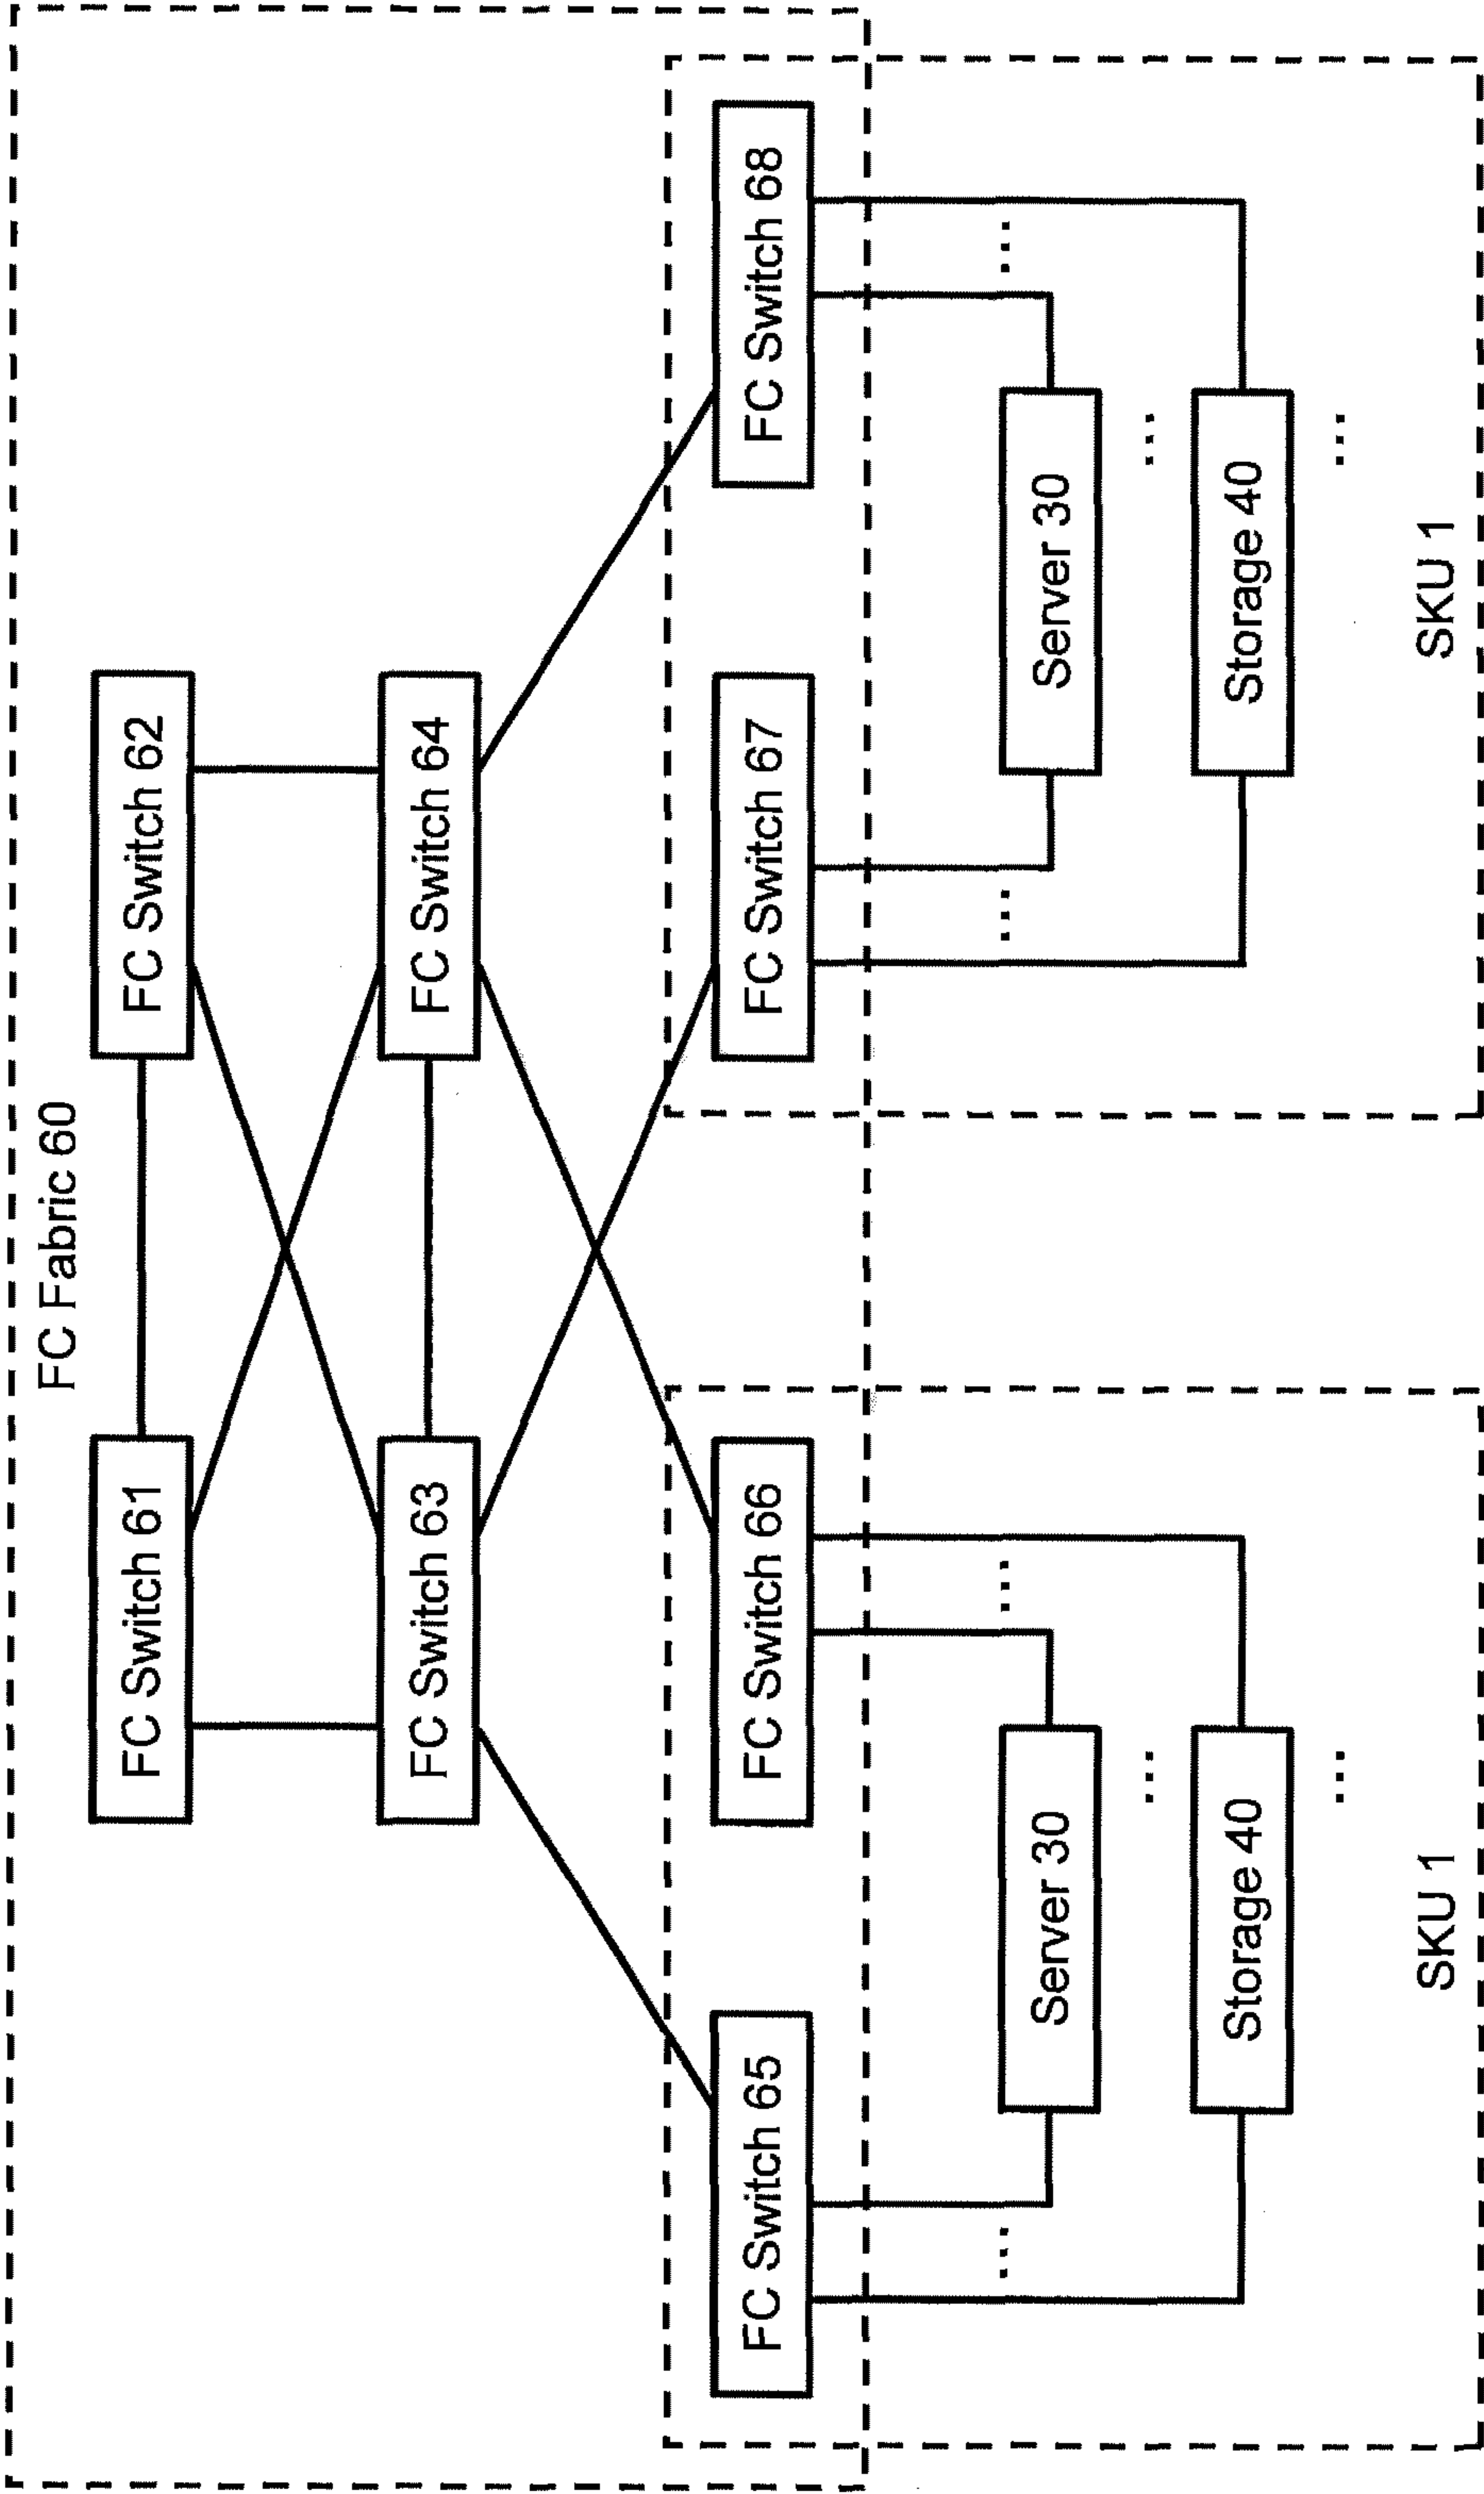 FC Fabric 60
FC Switch 61
FC Switch 62
FC Switch 63
FC Switch 64
FC Switch 65
FC Switch 66
FC Switch 67
FC Switch 68
Server 30
Server 30
...
...
...
...
...
...
Storage 40
Storage 40
...
...
SKU 1
SKU 1